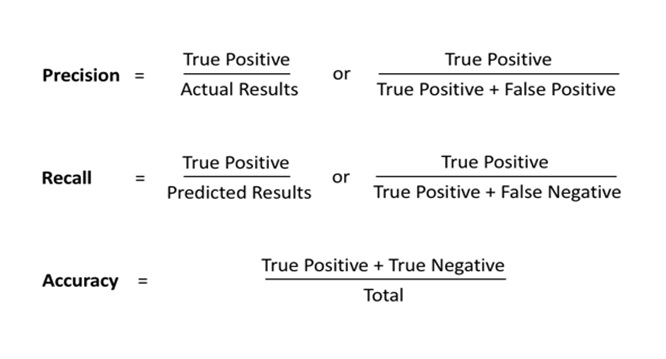 Precision = True Positive / Actual Results or True Positive / True Positive + False Positive
Recall = True Positive / Predicted Results or True Positive / True Positive + False Negative
Accuracy = True Positive + True Negative / Total